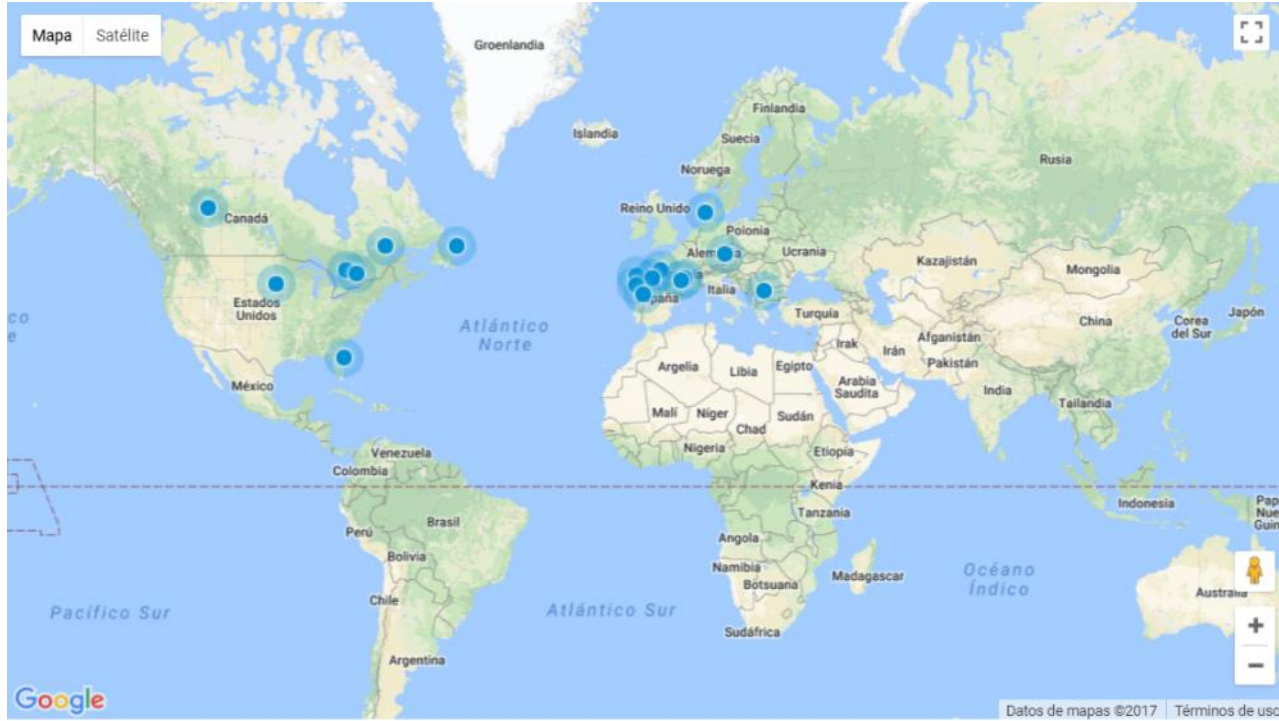 Mapa
Satélite
Groenlandia
Finlandia
Islandia
Suecia
Rusia
Noruega
Reino Unido
Canadá
Polonia
Ucrania
Kazajistán
Mongolia
Italia
Estados
Unidos
Turquía
China
Corea
del Sur
Japón
Atlántico
Norte
Afganistán
Irak
Irán
Pakistán
Argelia
Libia
Egipto
Arabia
Saudita
México
India
Tailandia
Malí
Níger
Sudán
Chad
Venezuela
Nigeria
Etiopía
Colombia
Kenia
Indonesia
Brasil
Tanzania
Perú
Angola
Bolivia
Namibia
Botsuana
Madagascar
Océano
Índico
Chile
Pacífico Sur
Atlántico Sur
Sudáfrica
Argentina
Google
Datos de mapas ©2017
Términos de uso